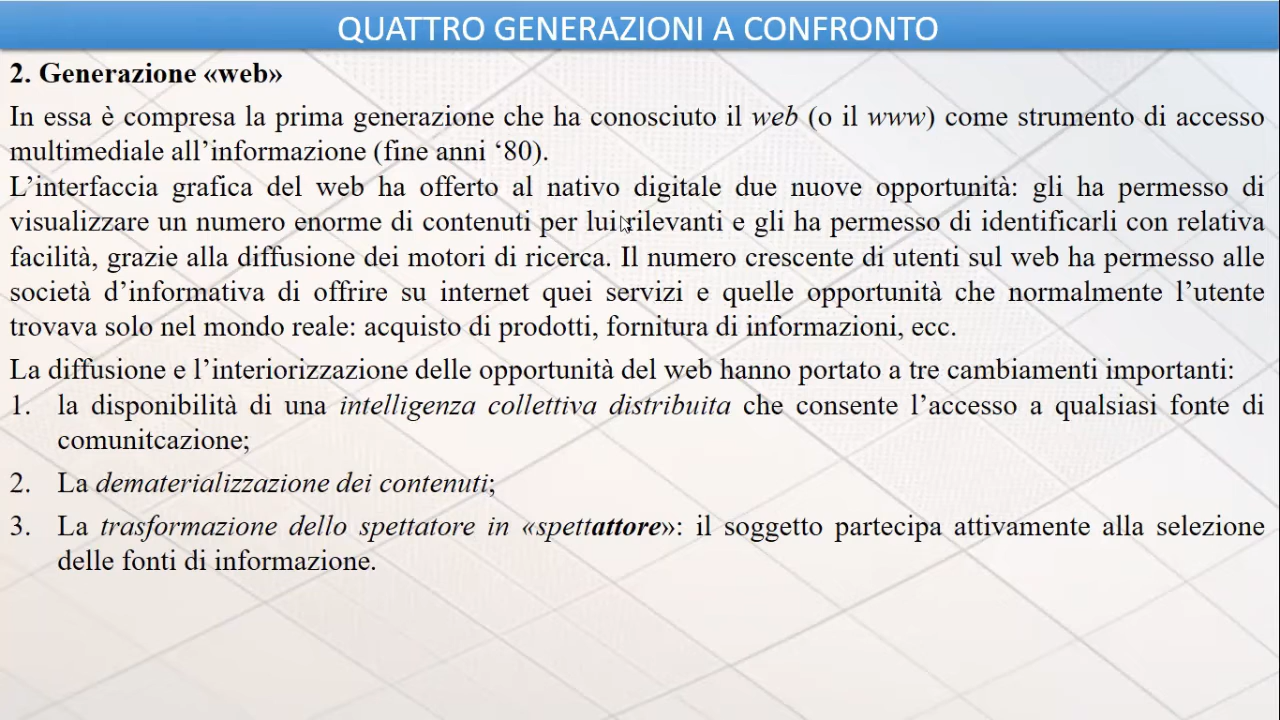 QUATTRO GENERAZIONI A CONFRONTO
2. Generazione «web»
In essa è compresa la prima generazione che ha conosciuto il web (o il www) come strumento di accesso
multimediale all’informazione (fine anni ‘80).
L’interfaccia grafica del web ha offerto al nativo digitale due nuove opportunità: gli ha permesso di
visualizzare un numero enorme di contenuti per lui rilevanti e gli ha permesso di identificarli con relativa
facilità, grazie alla diffusione dei motori di ricerca. Il numero crescente di utenti sul web ha permesso alle
società d’informativa di offrire su internet quei servizi e quelle opportunità che normalmente l’utente
trovava solo nel mondo reale: acquisto di prodotti, fornitura di informazioni, ecc.
La diffusione e l’interiorizzazione delle opportunità del web hanno portato a tre cambiamenti importanti:
1. la disponibilità di una intelligenza collettiva distribuita che consente l’accesso a qualsiasi fonte di
comunitcazione;
2. La dematerializzazione dei contenuti;
3. La trasformazione dello spettatore in «spettattore»: il soggetto partecipa attivamente alla selezione
delle fonti di informazione.